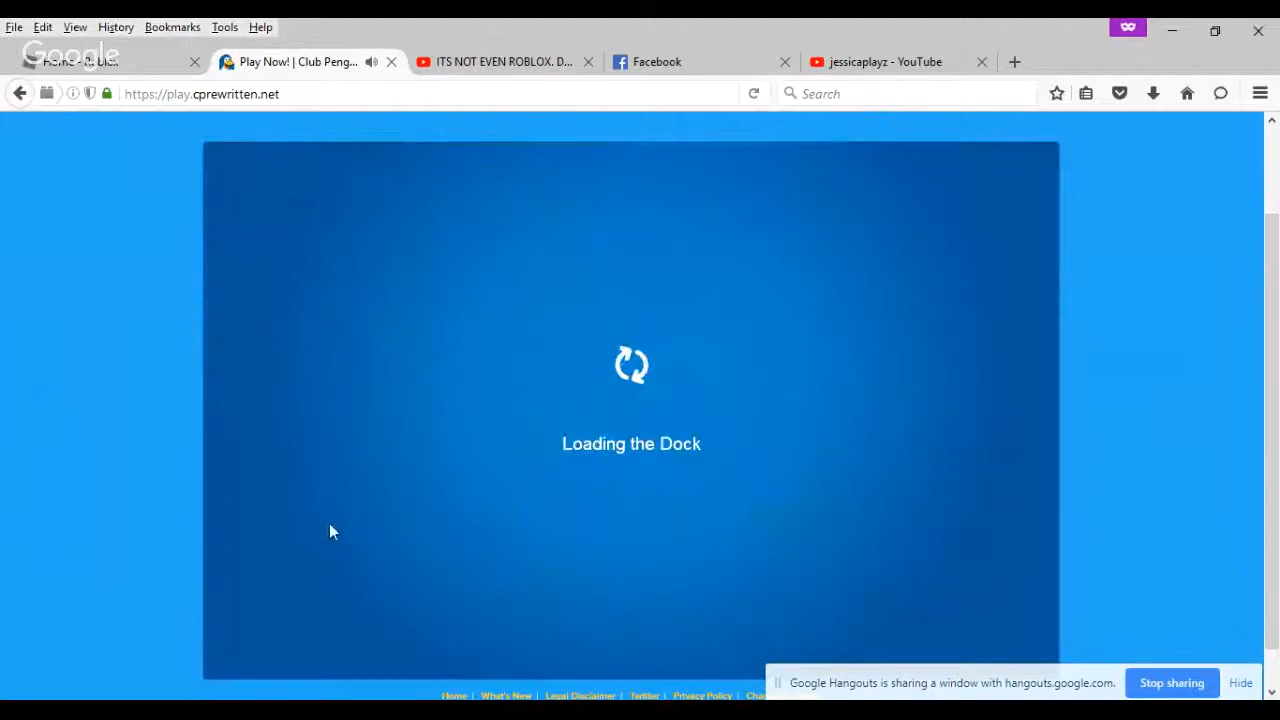 File Edit View History Bookmarks Tools Help
Google
Play Now! | Club Peng... ITS NOT EVEN ROBLOX. D... Facebook jessicaplayz - YouTube
https://play.cprewritten.net Search
Loading the Dock
Home | What's New | Legal Disclaimer | Twitter | Privacy Policy |
Google Hangouts is sharing a window with hangouts.google.com. Stop sharing Hide